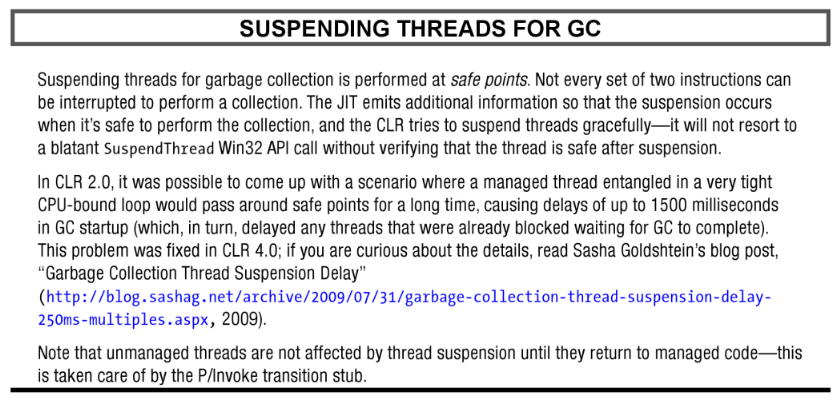 SUSPENDING THREADS FOR GC
Suspending threads for garbage collection is performed at safe points. Not every set of two instructions can
be interrupted to perform a collection. The JIT emits additional information so that the suspension occurs
when it's safe to perform the collection, and the CLR tries to suspend threads gracefully—it will not resort to
a blatant SuspendThread Win32 API call without verifying that the thread is safe after suspension.
In CLR 2.0, it was possible to come up with a scenario where a managed thread entangled in a very tight
CPU-bound loop would pass around safe points for a long time, causing delays of up to 1500 milliseconds
in GC startup (which, in turn, delayed any threads that were already blocked waiting for GC to complete).
This problem was fixed in CLR 4.0; if you are curious about the details, read Sasha Goldshtein's blog post,
“Garbage Collection Thread Suspension Delay”
(http://blog.sashag.net/archive/2009/07/31/garbage-collection-thread-suspension-delay-
250ms-multiples.aspx, 2009).
Note that unmanaged threads are not affected by thread suspension until they return to managed code—this
is taken care of by the P/Invoke transition stub.